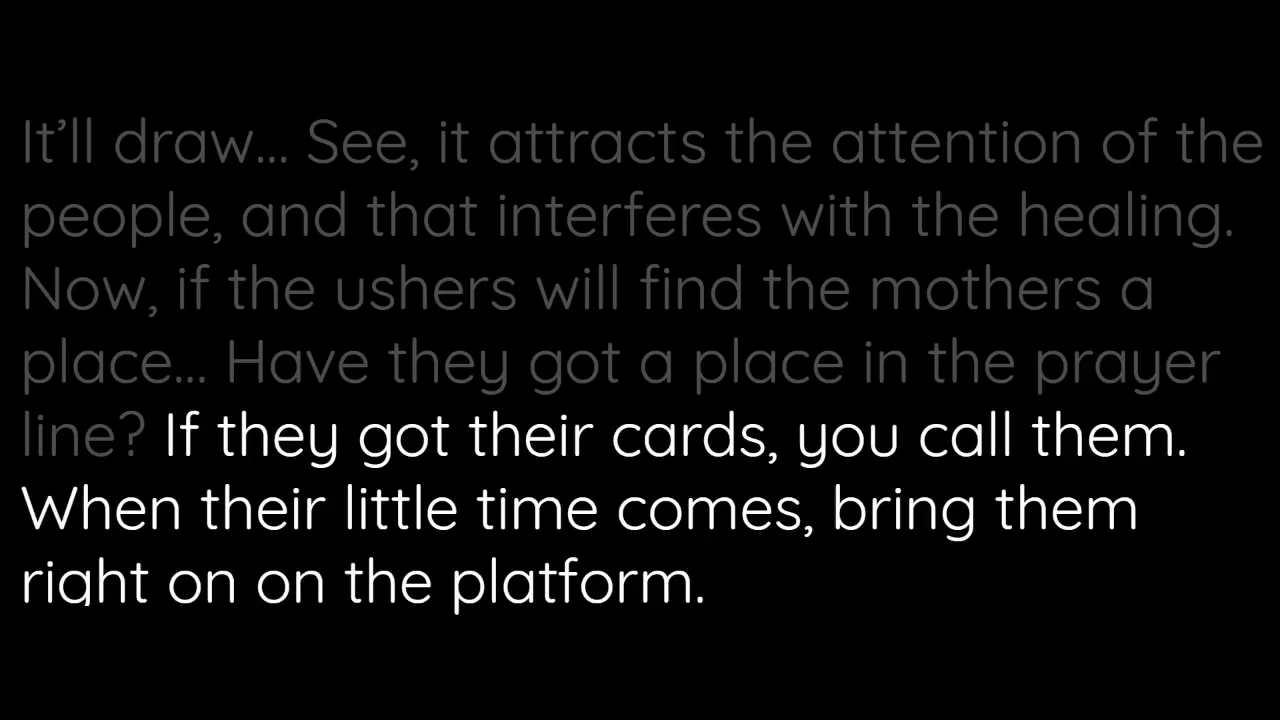 It’ll draw... See, it attracts the attention of the
people, and that interferes with the healing.
Now, if the ushers will find the mothers a
place... Have they got a place in the prayer
line? If they got their cards, you call them.
When their little time comes, bring them
right on on the platform.